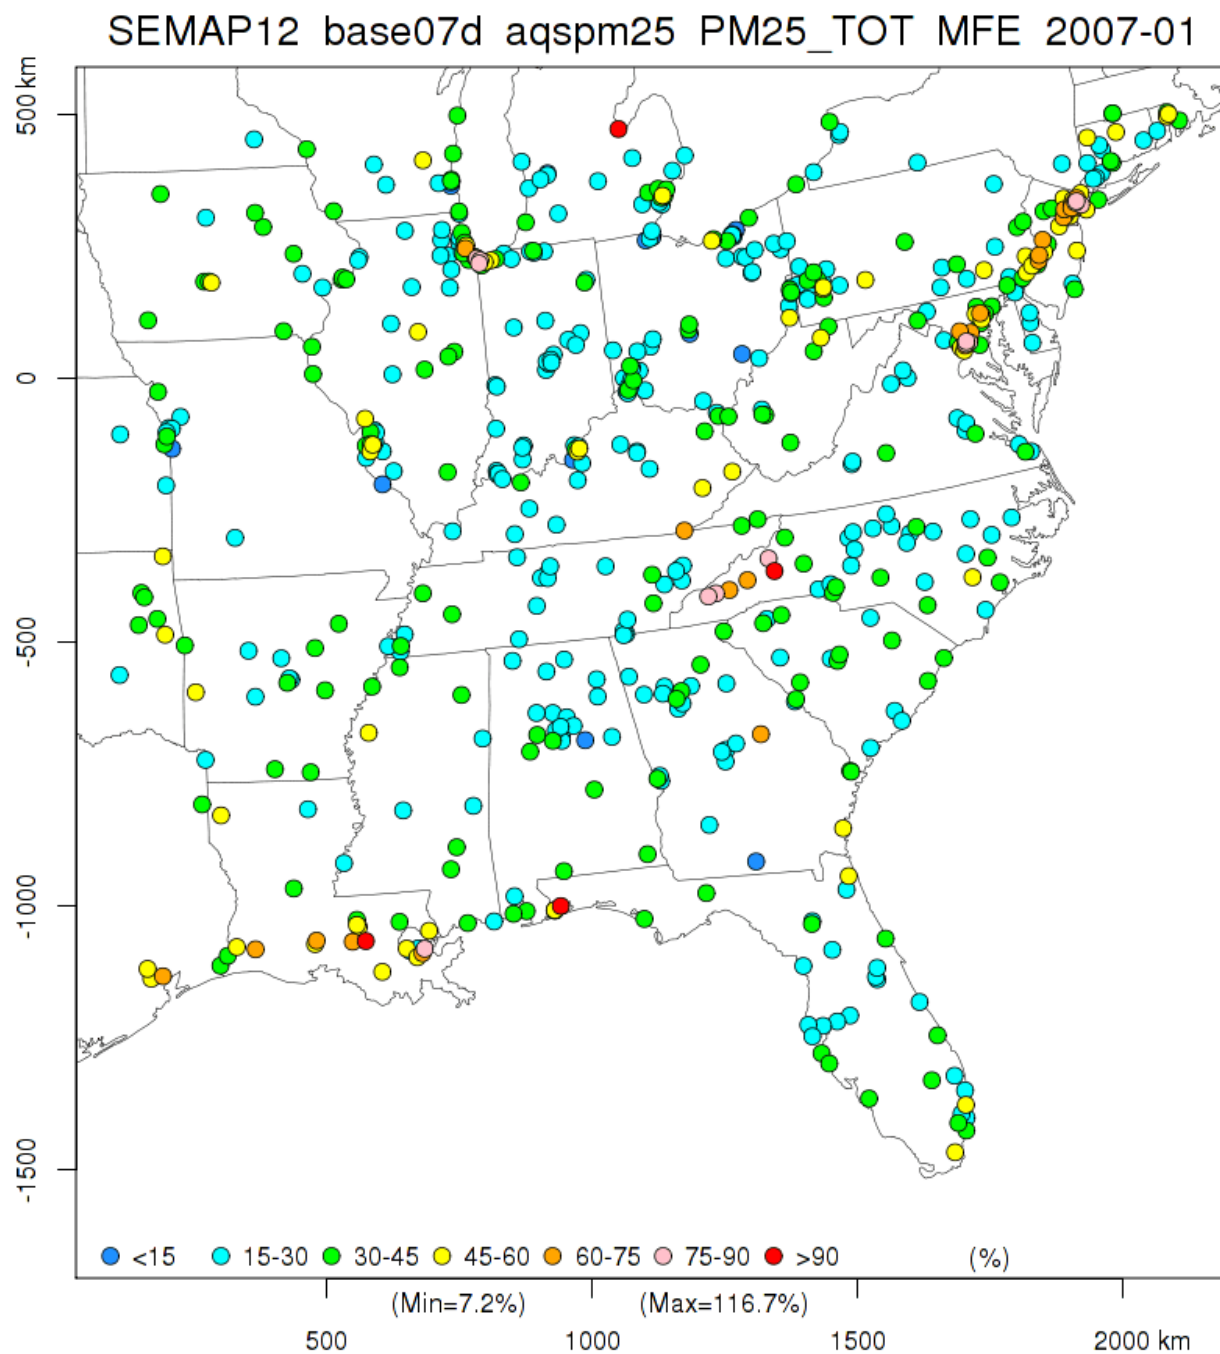 SEMAP12 base07d aqspm25 PM25_TOT MFE 2007-01
500 km
0
-500
-1000
-1500
<15 15-30 30-45 45-60 60-75 75-90 >90 (%)
(Min=7.2%) (Max=116.7%)
500 1000 1500 2000 km